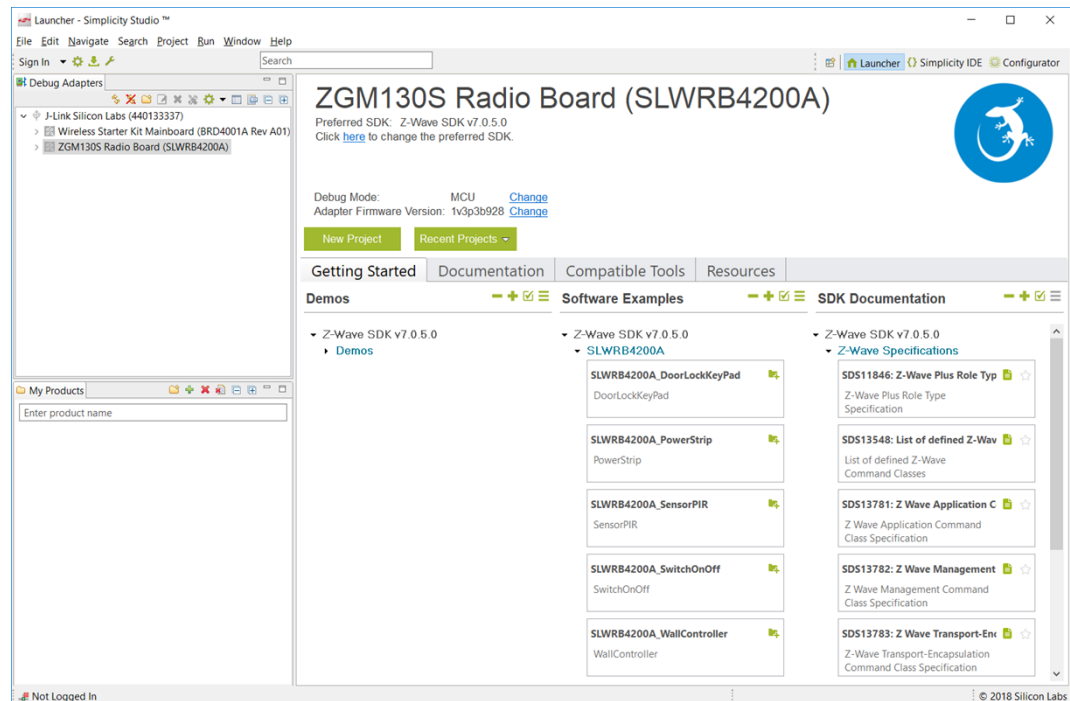 Launcher - Simplicity Studio ™
File Edit Navigate Search Project Run Window Help
Sign In
Search
Launcher
Simplicity IDE
Configurator
Debug Adapters
J-Link Silicon Labs (440133337)
Wireless Starter Kit Mainboard (BRD4001A Rev A01)
ZGM130S Radio Board (SLWRB4200A)
My Products
Enter product name
ZGM130S Radio Board (SLWRB4200A)
Preferred SDK: Z-Wave SDK v7.0.5.0
Click here to change the preferred SDK.
Debug Mode: MCU Change
Adapter Firmware Version: 1v3p3b928 Change
New Project
Recent Projects
Getting Started
Documentation
Compatible Tools
Resources
Demos
Z-Wave SDK v7.0.5.0
Demos
Software Examples
Z-Wave SDK v7.0.5.0
SLWRB4200A
SLWRB4200A_DoorLockKeyPad
DoorLockKeyPad
SLWRB4200A_PowerStrip
PowerStrip
SLWRB4200A_SensorPIR
SensorPIR
SLWRB4200A_SwitchOnOff
SwitchOnOff
SLWRB4200A_WallController
WallController
SDK Documentation
Z-Wave SDK v7.0.5.0
Z-Wave Specifications
SDS11846: Z-Wave Plus Role Typ
Z-Wave Plus Role Type
Specification
SDS13548: List of defined Z-Wav
List of defined Z-Wave
Command Classes
SDS13781: Z Wave Application C
Z Wave Application Command
Class Specification
SDS13782: Z Wave Management
Z Wave Management Command
Class Specification
SDS13783: Z Wave Transport-Enc
Z-Wave Transport-Encapsulation
Command Class Specification
Not Logged In
© 2018 Silicon Labs